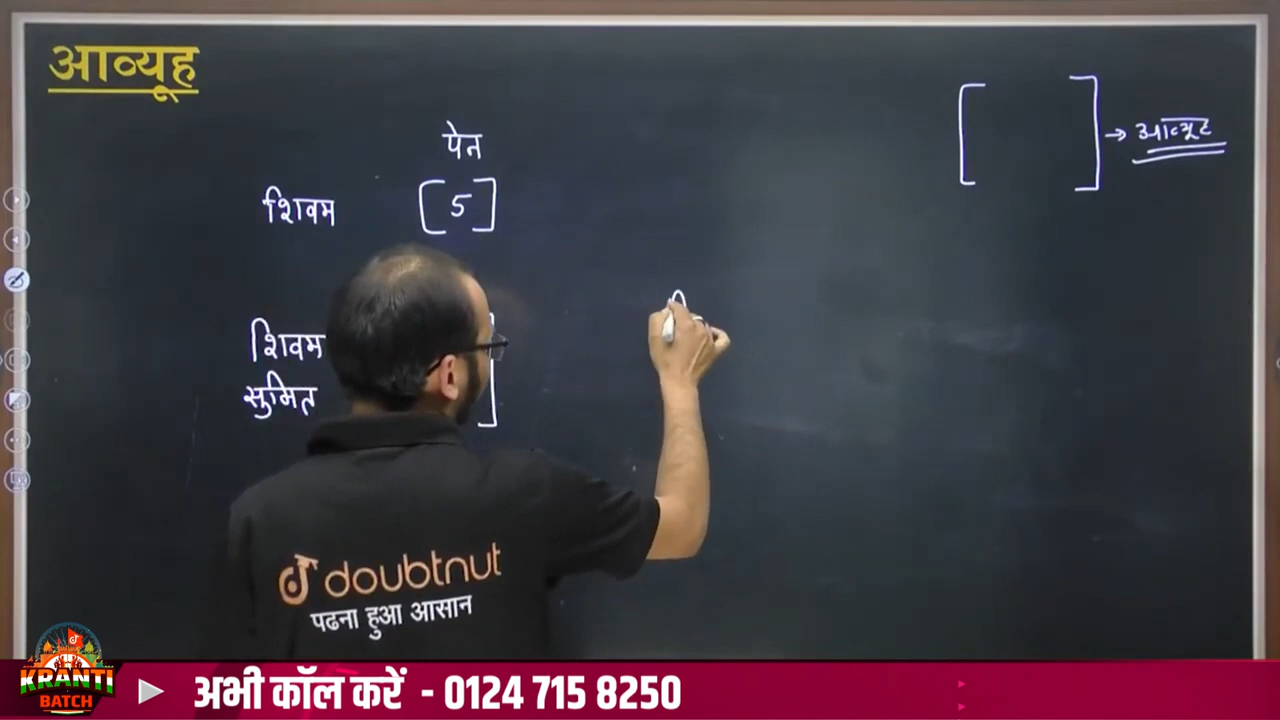 आव्यूह
पेन
[ ] → आव्यूह
शिवम [5]
शिवम
सुमित
doubtnut
पढना हुआ आसान
KRANTI
BATCH
अभी कॉल करें - 0124 715 8250